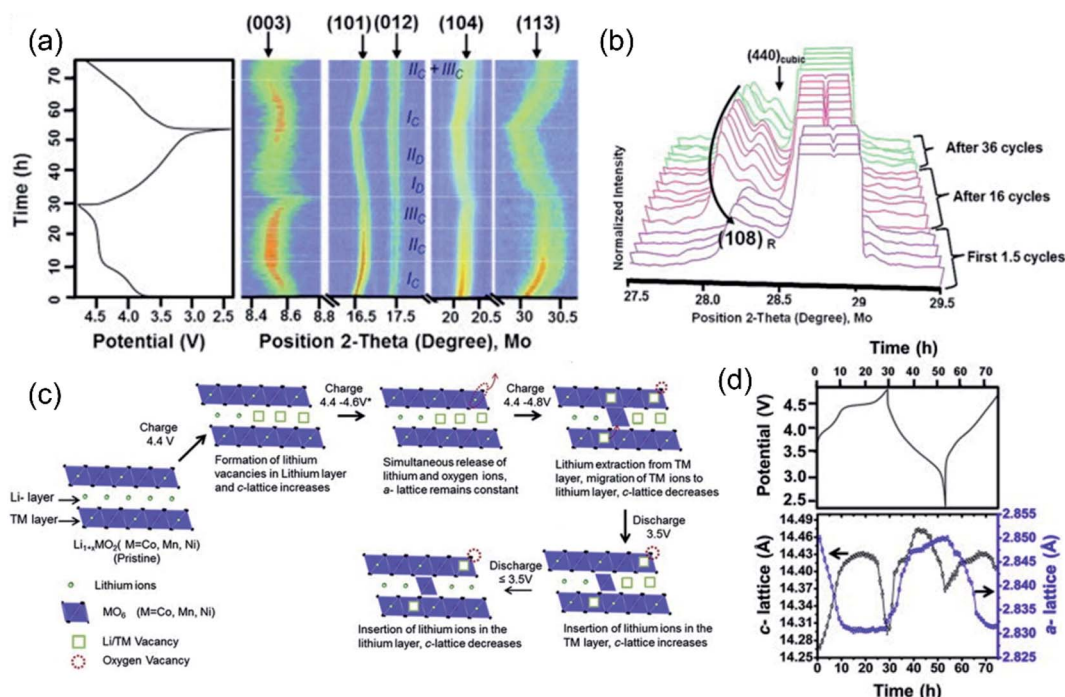 (a)
(003)
(101)
(012)
(104)
(113)
Time (h)
70
60
50
40
30
20
10
0
4.5 4.0 3.5 3.0 2.5
Potential (V)
II_C + III_C
I_C
II_D
I_D
III_C
II_C
I_C
8.4 8.6 8.8 16.5 17.5 20 20.5 30 30.5
Position 2-Theta (Degree), Mo
(b)
(440)cubic
Normalized Intensity
(108) R
After 36 cycles
After 16 cycles
First 1.5 cycles
27.5 28.0 28.5 29 29.5
Position 2-Theta (Degree), Mo
(c)
Charge
4.4 V
Charge
4.4 -4.6V*
Charge
4.4 -4.8V
Formation of lithium
vacancies in Lithium layer
and c-lattice increases
Simultaneous release of
lithium and oxygen ions,
a- lattice remains constant
Lithium extraction from TM
layer, migration of TM ions to
lithium layer, c-lattice decreases
Li- layer
TM layer
Li1+xMO2( M=Co, Mn, Ni)
(Pristine)
Lithium ions
MO6 (M=Co, Mn, Ni)
Li/TM Vacancy
Oxygen Vacancy
Discharge
3.5V
Discharge
≤ 3.5V
Insertion of lithium ions in the
lithium layer, c-lattice decreases
Insertion of lithium ions in the
TM layer, c-lattice increases
(d)
Time (h)
0 10 20 30 40 50 60 70
Potential (V)
4.5
3.5
3.0
2.5
c- lattice (Å)
14.49
14.46
14.43
14.40
14.37
14.34
14.31
14.28
14.25
2.855
2.850
2.845
2.840
2.835
2.830
2.825
a- lattice (Å)
0 10 20 30 40 50 60 70
Time (h)